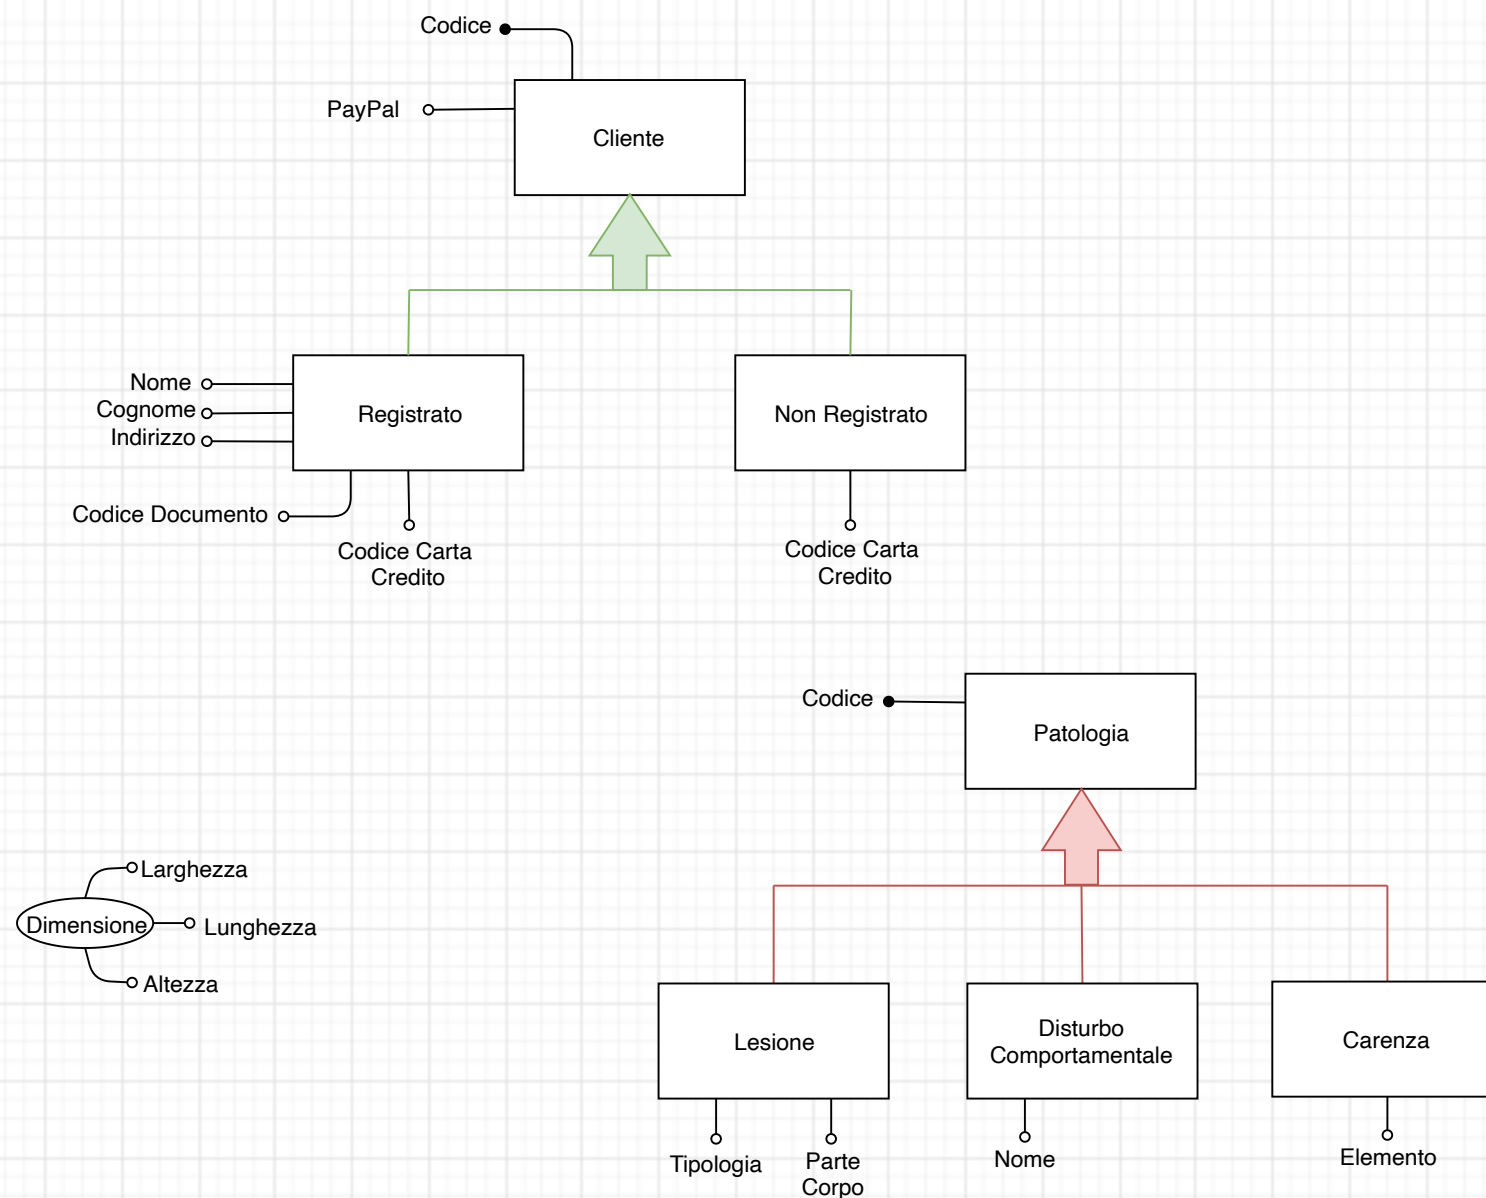 Codice
PayPal
Cliente
Nome
Cognome
Indirizzo
Registrato
Non Registrato
Codice Documento
Codice Carta
Credito
Codice Carta
Credito
Codice
Patologia
Larghezza
Dimensione
Lunghezza
Altezza
Lesione
Disturbo
Comportamentale
Carenza
Tipologia
Parte
Corpo
Nome
Elemento